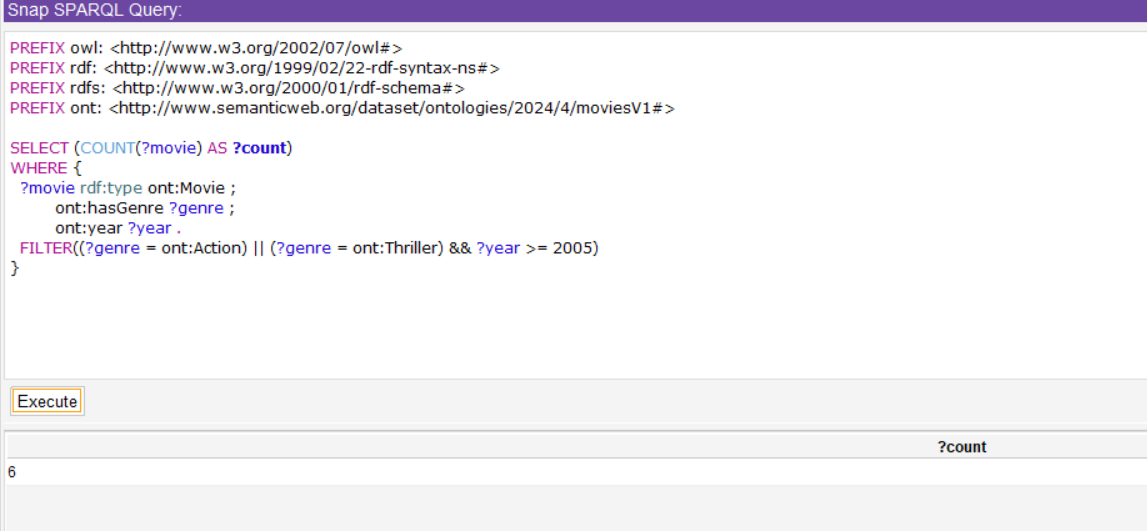 Snap SPARQL Query:
PREFIX owl: <http://www.w3.org/2002/07/owl#>
PREFIX rdf: <http://www.w3.org/1999/02/22-rdf-syntax-ns#>
PREFIX rdfs: <http://www.w3.org/2000/01/rdf-schema#>
PREFIX ont: <http://www.semanticweb.org/dataset/ontologies/2024/4/moviesV1#>
SELECT (COUNT(?movie) AS ?count)
WHERE {
?movie rdf:type ont:Movie ;
ont:hasGenre ?genre ;
ont:year ?year .
FILTER((?genre = ont:Action) || (?genre = ont:Thriller) && ?year >= 2005)
}
Execute
?count
6